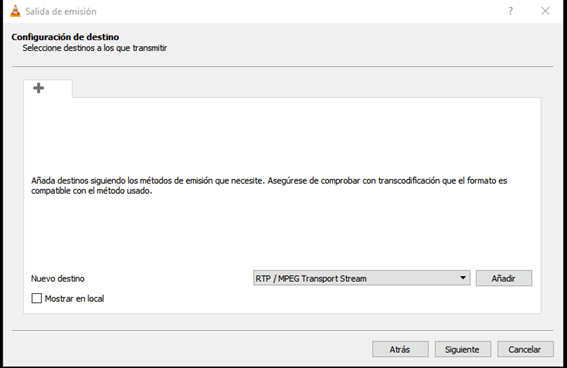 Salida de emisión
Configuración de destino
Seleccione destinos a los que transmitir
Añada destinos siguiendo los métodos de emisión que necesite. Asegúrese de comprobar con transcodificación que el formato es
compatible con el método usado.
Nuevo destino RTP / MPEG Transport Stream Añadir
Mostrar en local
Atrás Siguiente Cancelar